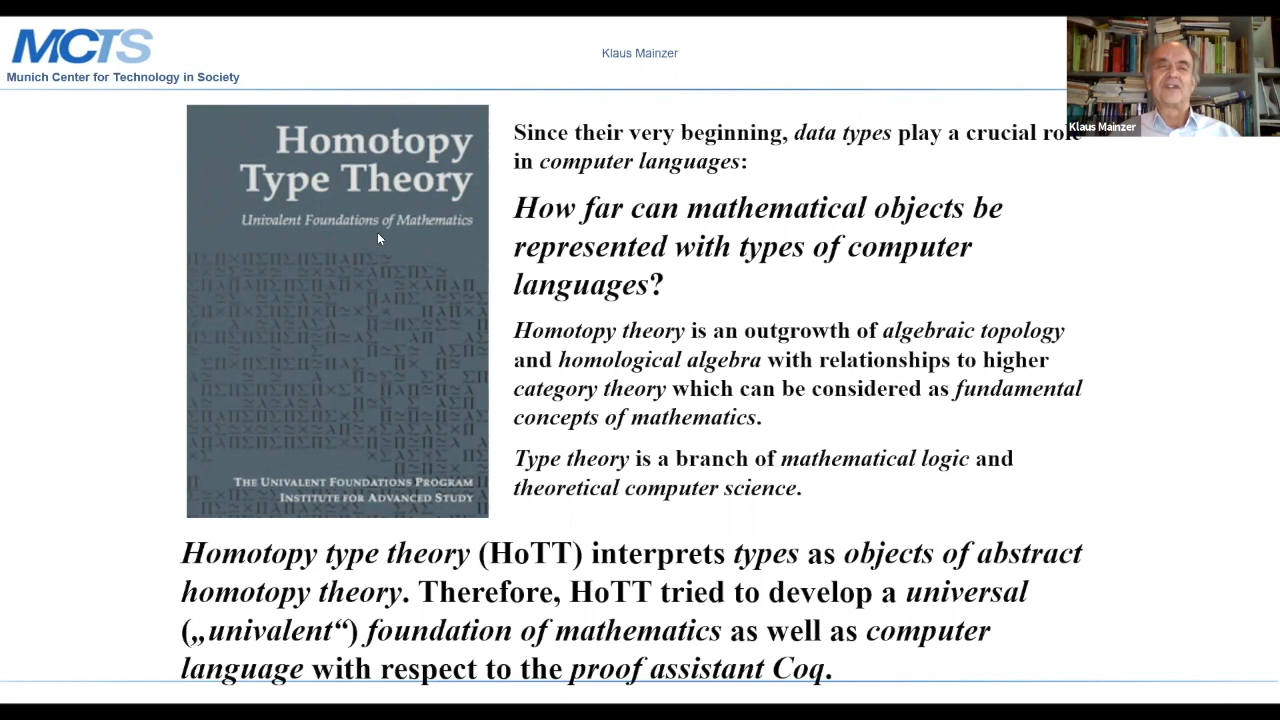 MCTS
Munich Center for Technology in Society
Klaus Mainzer
Klaus Mainzer
Homotopy
Type Theory
Univalent Foundations of Mathematics
THE UNIVALENT FOUNDATIONS PROGRAM
INSTITUTE FOR ADVANCED STUDY
Since their very beginning, data types play a crucial role
in computer languages:
How far can mathematical objects be
represented with types of computer
languages?
Homotopy theory is an outgrowth of algebraic topology
and homological algebra with relationships to higher
category theory which can be considered as fundamental
concepts of mathematics.
Type theory is a branch of mathematical logic and
theoretical computer science.
Homotopy type theory (HoTT) interprets types as objects of abstract
homotopy theory. Therefore, HoTT tried to develop a universal
(„univalent“) foundation of mathematics as well as computer
language with respect to the proof assistant Coq.